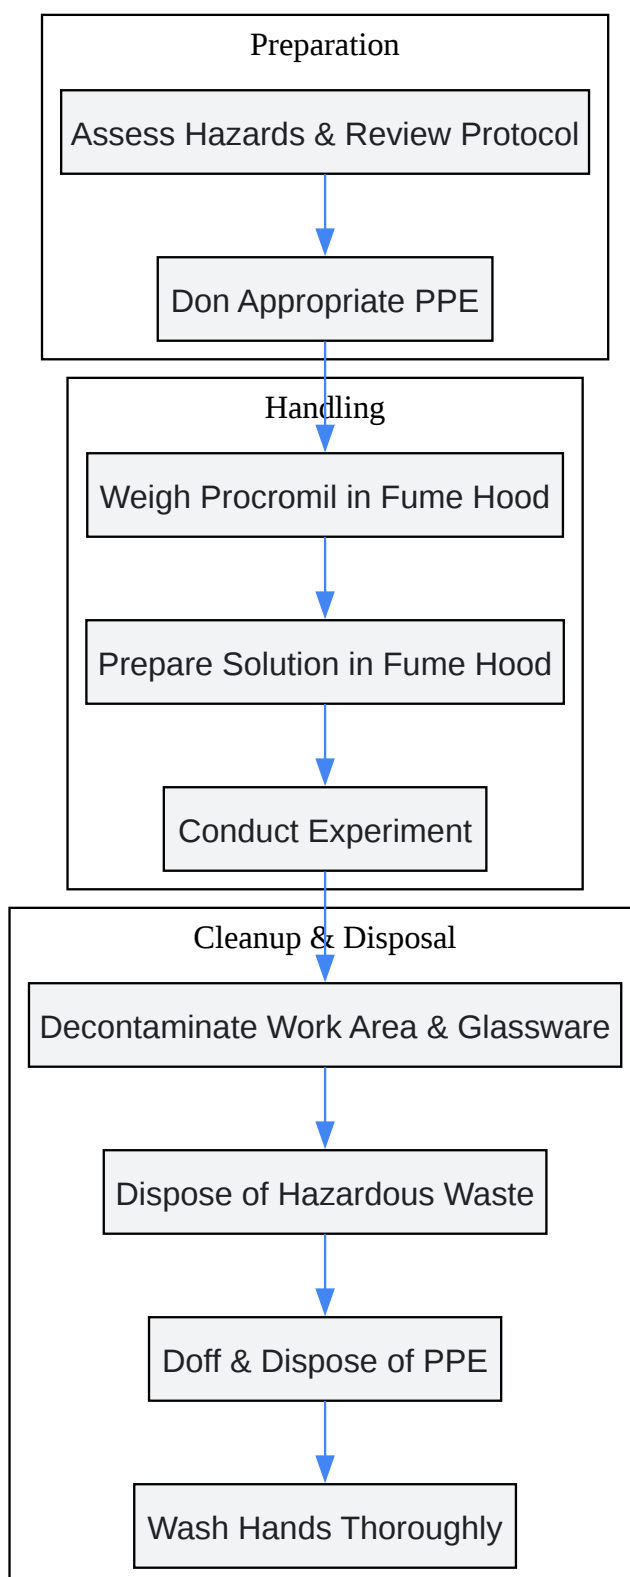 Preparation
Assess Hazards & Review Protocol
Don Appropriate PPE
Handling
Weigh Procromil in Fume Hood
Prepare Solution in Fume Hood
Conduct Experiment
Cleanup & Disposal
Decontaminate Work Area & Glassware
Dispose of Hazardous Waste
Doff & Dispose of PPE
Wash Hands Thoroughly